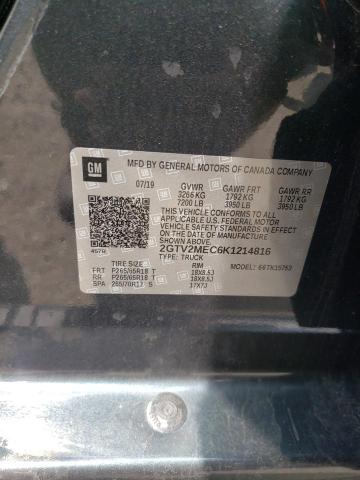 GM
MFD BY GENERAL MOTORS OF CANADA COMPANY
07/19 GVWR GAWR FRT GAWR RR
3266 KG 1792 KG 1792 KG
7200 LB 3950 LB 3950 LB
THIS VEHICLE CONFORMS TO ALL
APPLICABLE U.S. FEDERAL MOTOR
VEHICLE SAFETY STANDARDS IN
EFFECT ON THE DATE OF
MANUFACTURE SHOWN ABOVE.
2GTV2MEC6K1214816
TYPE: TRUCK
MODEL:
TIRE SIZE RIM
FRT P265/65R18 T 18X8.5J
RR P265/65R18 T 18X8.5J
SPA 265/70R17 S 17X7J